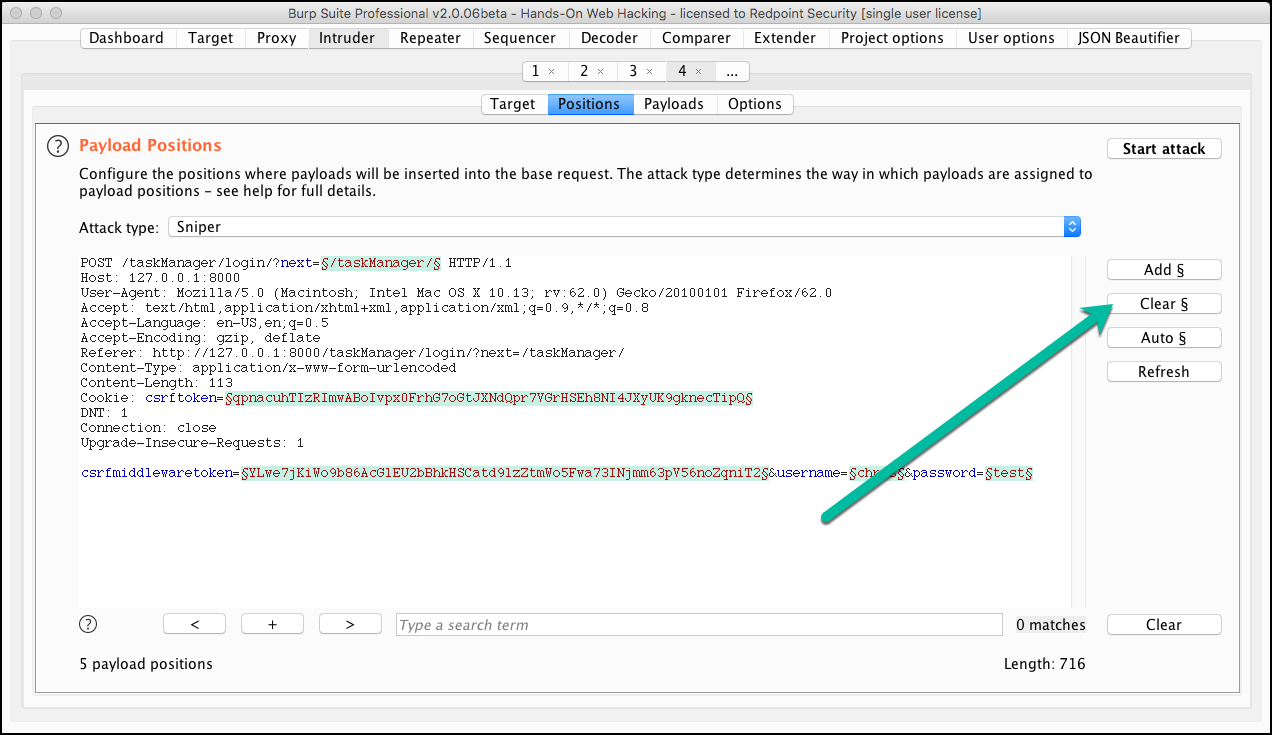 Burp Suite Professional v2.0.06beta - Hands-On Web Hacking - licensed to Redpoint Security [single user license]
Dashboard Target Proxy Intruder Repeater Sequencer Decoder Comparer Extender Project options User options JSON Beautifier
1 × 2 × 3 × 4 × ...
Target Positions Payloads Options
? Payload Positions
Start attack
Configure the positions where payloads will be inserted into the base request. The attack type determines the way in which payloads are assigned to
payload positions – see help for full details.
Attack type: Sniper
POST /taskManager/login/?next=§/taskManager/§ HTTP/1.1
Host: 127.0.0.1:8000
User-Agent: Mozilla/5.0 (Macintosh; Intel Mac OS X 10.13; rv:62.0) Gecko/20100101 Firefox/62.0
Accept: text/html,application/xhtml+xml,application/xml;q=0.9,*/*;q=0.8
Accept-Language: en-US,en;q=0.5
Accept-Encoding: gzip, deflate
Referer: http://127.0.0.1:8000/taskManager/login/?next=/taskManager/
Content-Type: application/x-www-form-urlencoded
Content-Length: 113
Cookie: csrftoken=§qpnacuhTIzRImwABoIvpx0FrhG7oGtJXNdQpr7VGrHSEh8NI4JXyUK9gknecTipQ§
DNT: 1
Connection: close
Upgrade-Insecure-Requests: 1
csrfmiddlewaretoken=§YLwe7jKiWo9b86AcGlEU2bBhkHSCatd9lzZtmWo5Fwa73INjmm63pY56noZqniT2§&username= &password=§test§
Add §
Clear §
Auto §
Refresh
? < + > Type a search term 0 matches Clear
5 payload positions Length: 716